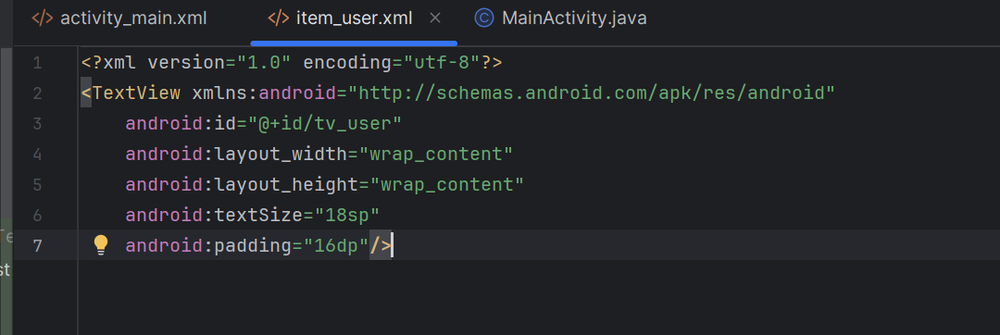 activity_main.xml item_user.xml MainActivity.java
1 <?xml version="1.0" encoding="utf-8"?>
2 <TextView xmlns:android="http://schemas.android.com/apk/res/android"
3 android:id="@+id/tv_user"
4 android:layout_width="wrap_content"
5 android:layout_height="wrap_content"
6 android:textSize="18sp"
7 android:padding="16dp"/>